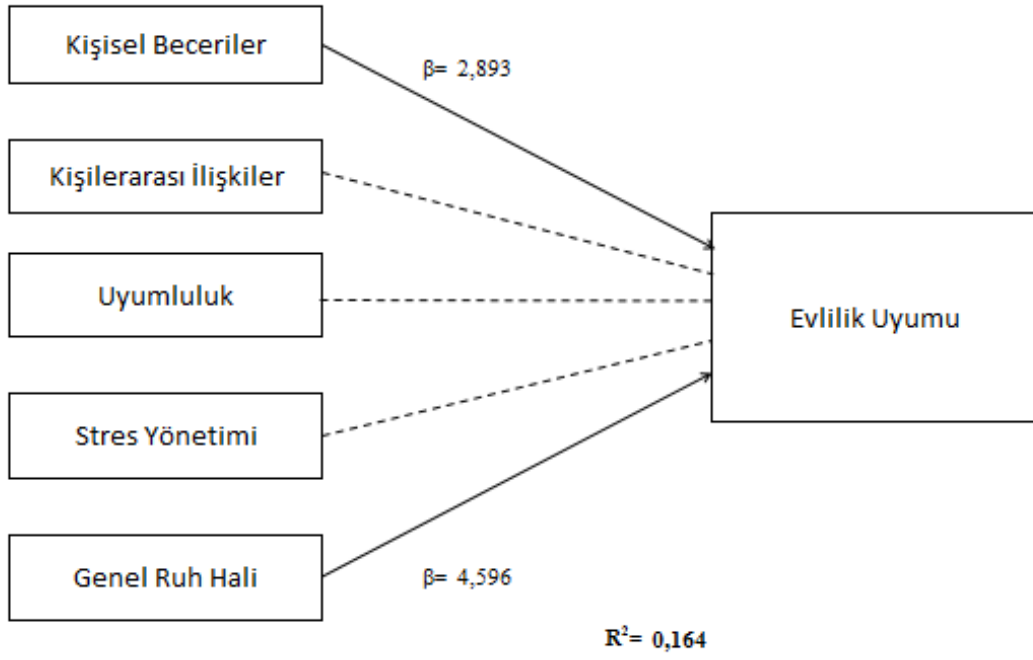 Kişisel Beceriler
β= 2,893
Kişilerarası İlişkiler
Uyumluluk
Evlilik Uyumu
Stres Yönetimi
Genel Ruh Hali
β= 4,596
R²= 0,164